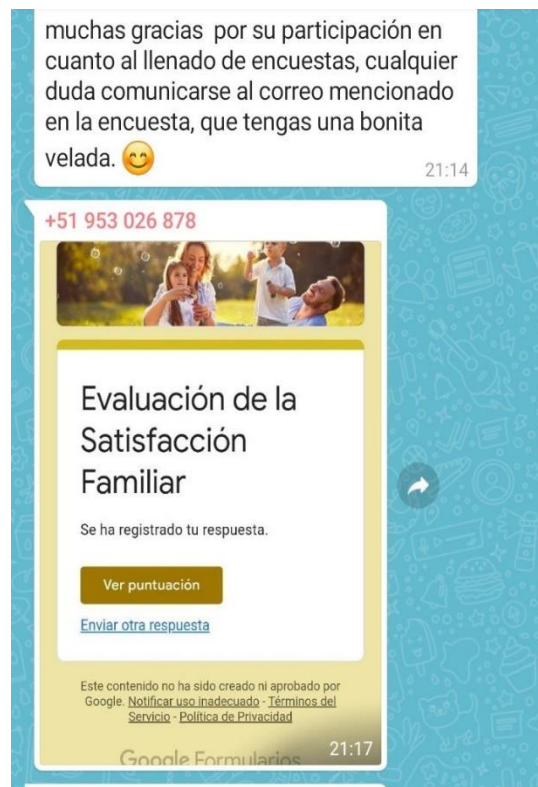 muchas gracias por su participación en
cuanto al llenado de encuestas, cualquier
duda comunicarse al correo mencionado
en la encuesta, que tengas una bonita
velada. 😊
21:14
+51 953 026 878
Evaluación de la
Satisfacción
Familiar
Se ha registrado tu respuesta.
Ver puntuación
Enviar otra respuesta
Este contenido no ha sido creado ni aprobado por
Google. Notificar uso inadecuado - Términos del
Servicio - Política de Privacidad
Google Formularios
21:17